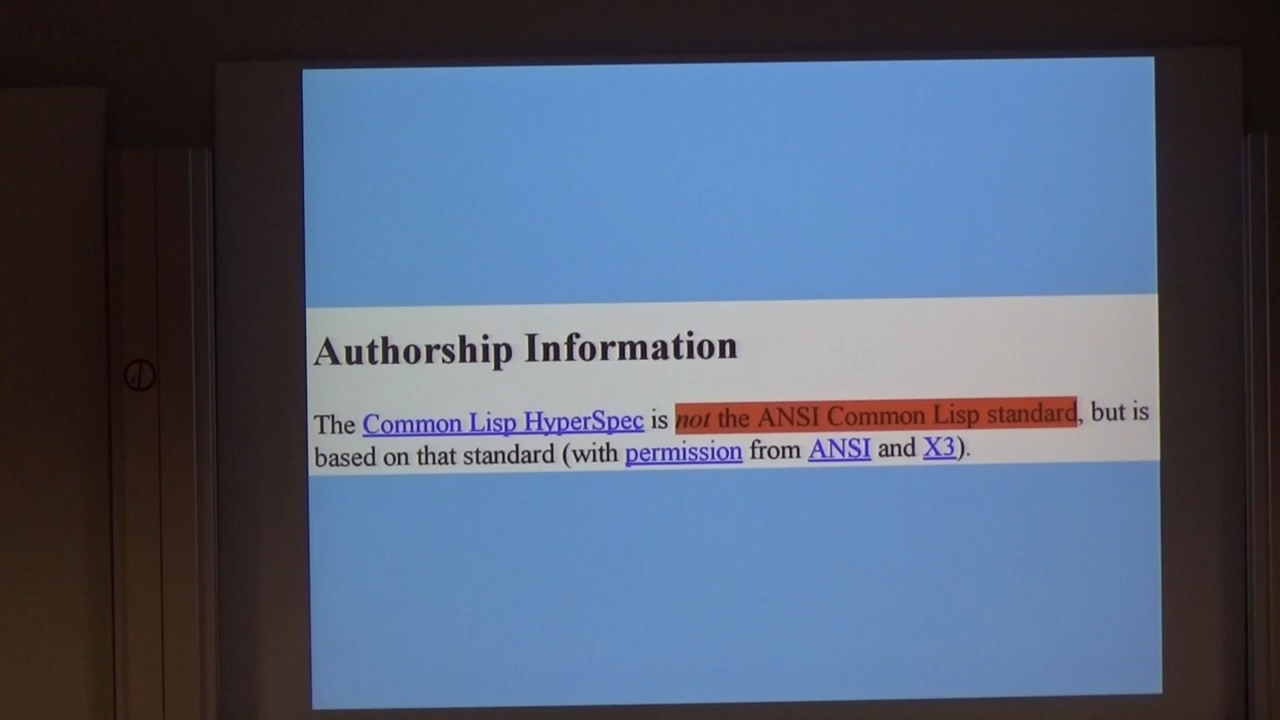 Authorship Information
The Common Lisp HyperSpec is not the ANSI Common Lisp standard, but is
based on that standard (with permission from ANSI and X3).